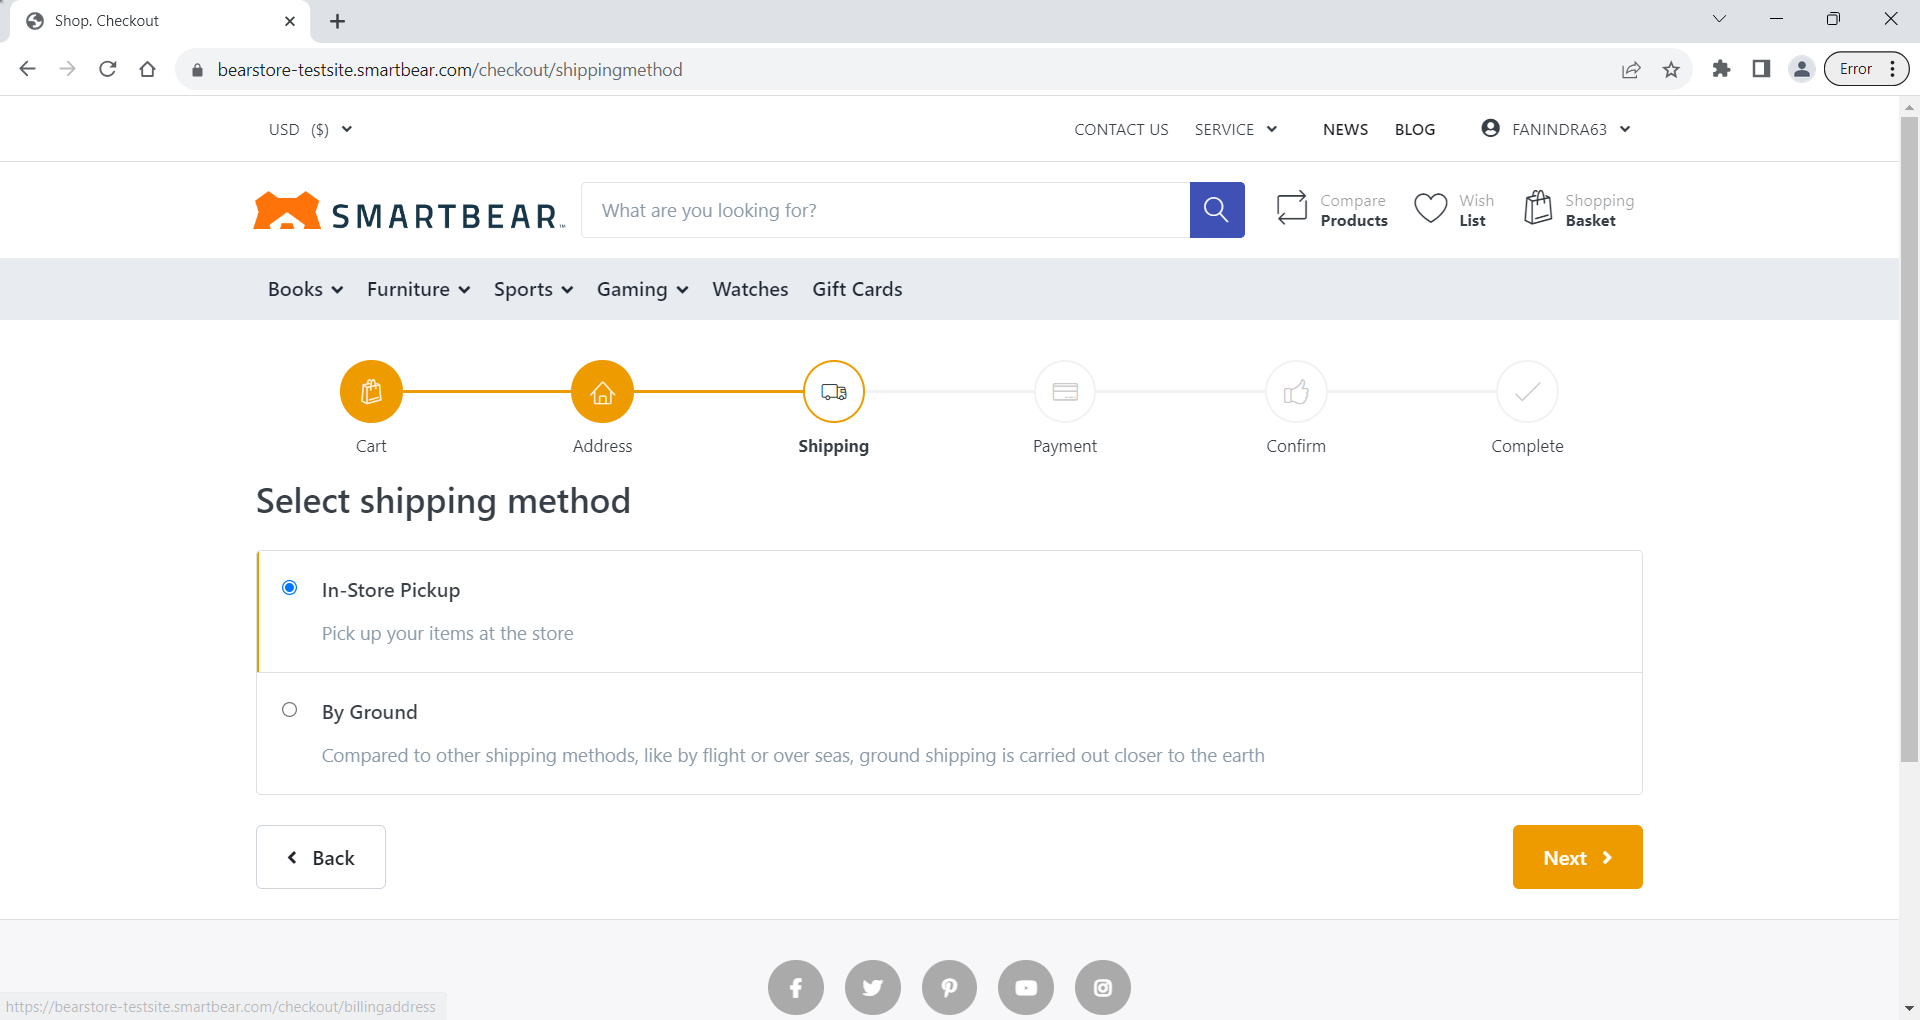 Shop. Checkout
bearstore-testsite.smartbear.com/checkout/shippingmethod
Error
USD ($)
CONTACT US SERVICE NEWS BLOG FANINDRA63
SMARTBEAR™
What are you looking for?
Compare
Products
Wish
List
Shopping
Basket
Books Furniture Sports Gaming Watches Gift Cards
Cart Address Shipping Payment Confirm Complete
Select shipping method
In-Store Pickup
Pick up your items at the store
By Ground
Compared to other shipping methods, like by flight or over seas, ground shipping is carried out closer to the earth
Back Next
https://bearstore-testsite.smartbear.com/checkout/billingaddress